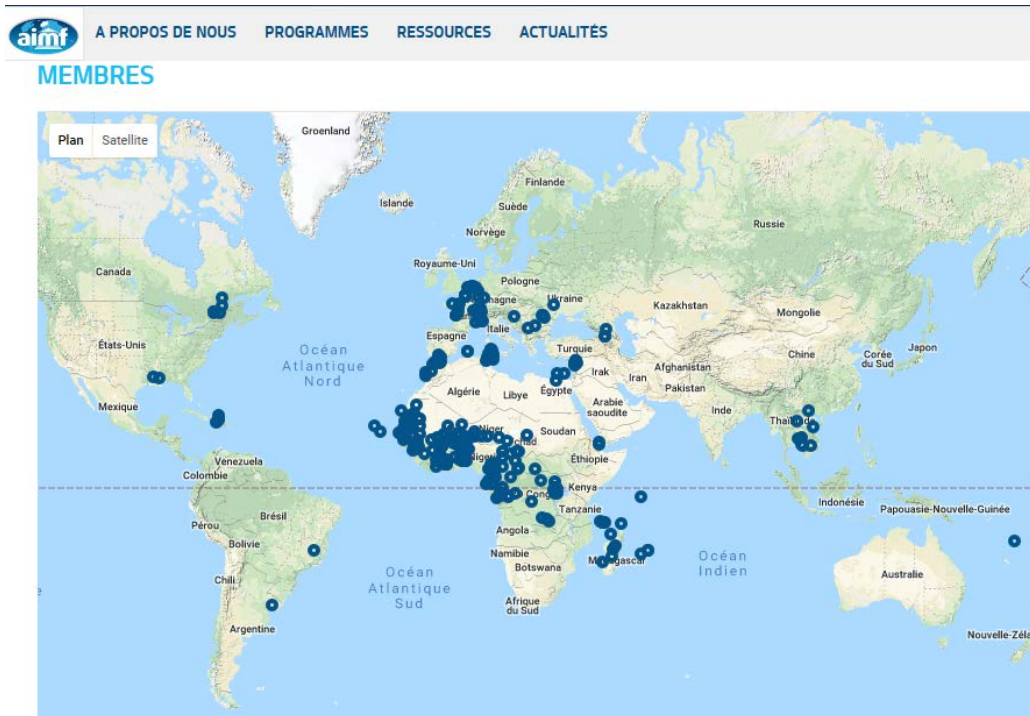 aimf
A PROPOS DE NOUS PROGRAMMES RESSOURCES ACTUALITÉS
MEMBRES
Plan Satellite
Groenland
Finlande
Islande
Suède
Russie
Norvège
Royaume-Uni
Canada
Pologne
Ukraine
Kazakhstan
Mongolie
Italie
Espagne
États-Unis
Océan
Atlantique
Nord
Turquie
Chine
Corée
du Sud
Japon
Afghanistan
Irak
Iran
Algérie
Libye
Égypte
Pakistan
Arabie
saoudite
Mexique
Inde
Niger
Soudan
Venezuela
Éthiopie
Colombie
Kenya
Indonésie
Papouasie-Nouvelle-Guinée
Tanzanie
Brésil
Pérou
Angola
Bolivie
Namibie
Botswana
Océan
Indien
Océan
Atlantique
Sud
Chili
Australie
Afrique
du Sud
Argentine
Nouvelle-Zéla